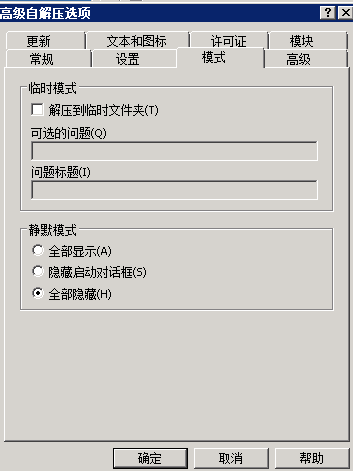 高级自解压选项
更新 文本和图标 许可证 模块
常规 设置 模式 高级
临时模式
解压到临时文件夹(T)
可选的问题(Q)
问题标题(I)
静默模式
全部显示(A)
隐藏启动对话框(S)
全部隐藏(H)
确定 取消 帮助